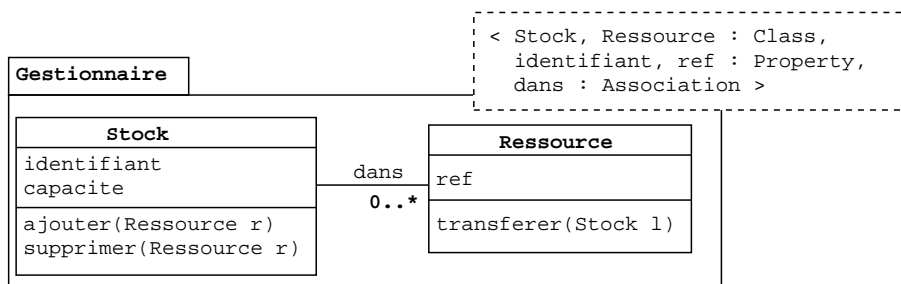 < Stock, Ressource : Class,
identifiant, ref : Property,
dans : Association >
Gestionnaire
Stock
identifiant
capacite
ajouter(Ressource r)
supprimer(Ressource r)
dans
0..*
Ressource
ref
transferer(Stock l)